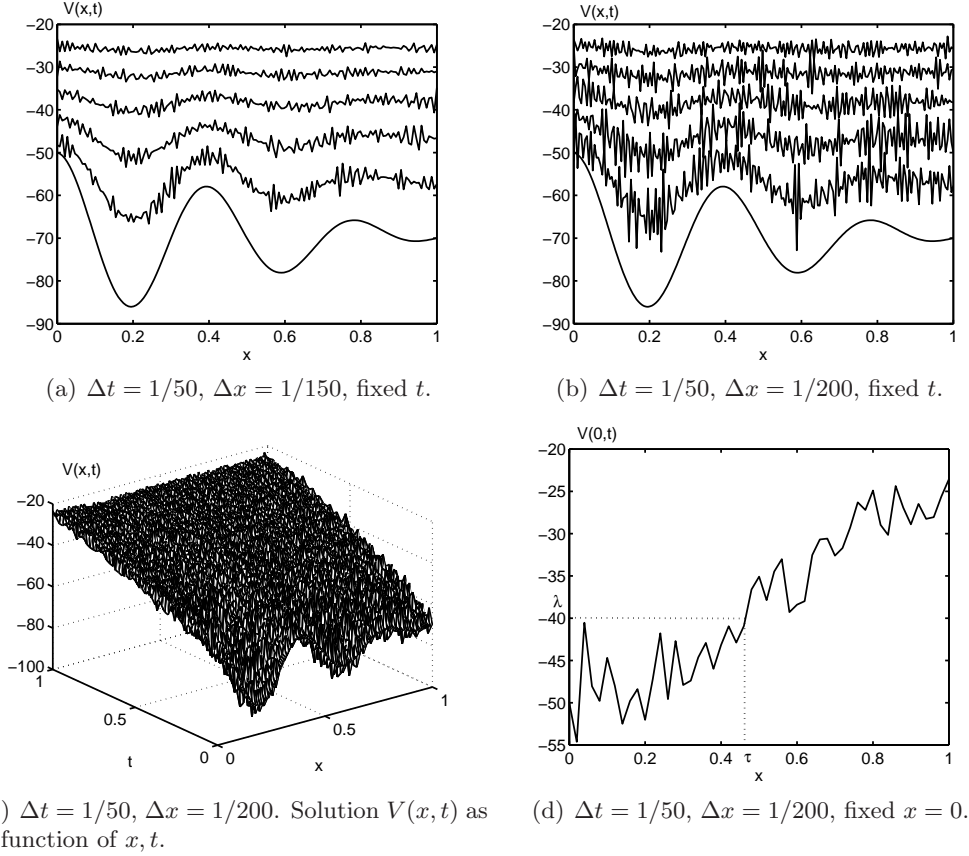 V(x,t)
−20
−30
−40
−50
−60
−70
−80
−90
0 0.2 0.4 0.6 0.8 1
x
(a) Δt = 1/50, Δx = 1/150, fixed t.
V(x,t)
−20
−30
−40
−50
−60
−70
−80
−90
0 0.2 0.4 0.6 0.8 1
x
(b) Δt = 1/50, Δx = 1/200, fixed t.
V(x,t)
−20
−40
−60
−80
−100
1
0.5
0
t
0
0.5
1
x
) Δt = 1/50, Δx = 1/200. Solution V(x, t) as
function of x, t.
V(0,t)
−20
−25
−30
−35
λ
−40
−45
−50
−55
0 0.2 0.4 τ 0.6 0.8 1
x
(d) Δt = 1/50, Δx = 1/200, fixed x = 0.